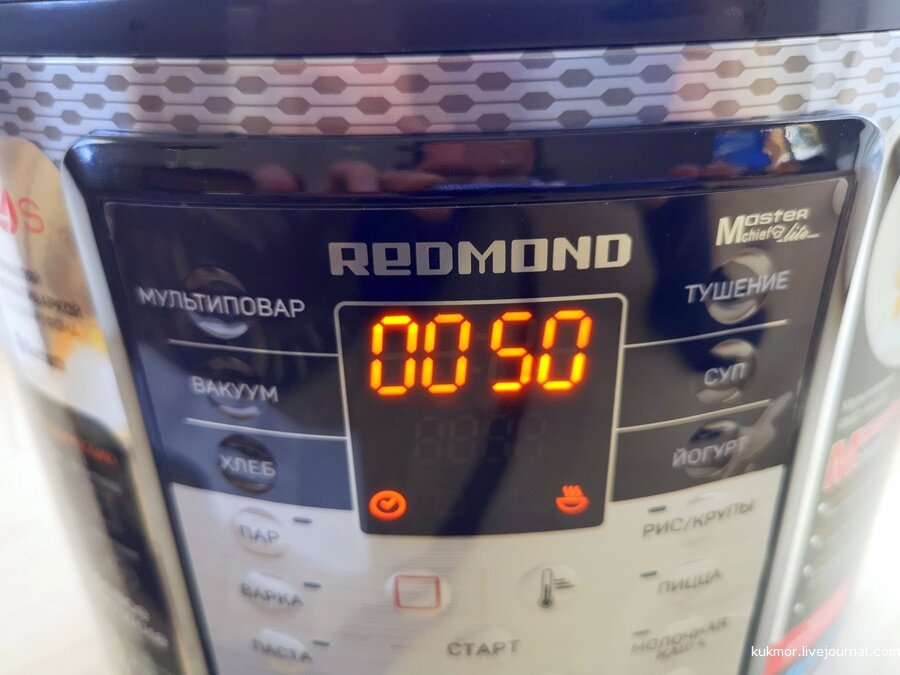 REDMOND
Master
chief lite
МУЛЬТИПОВАР
ТУШЕНИЕ
00 50
ВАКУУМ
СУП
ХЛЕБ
ЙОГУРТ
ПАР
РИС/КРУПЫ
ВАРКА
ПИЦЦА
ПАСТА
СТАРТ
МОЛОЧНАЯ
КАША
kukmor.livejournal.com